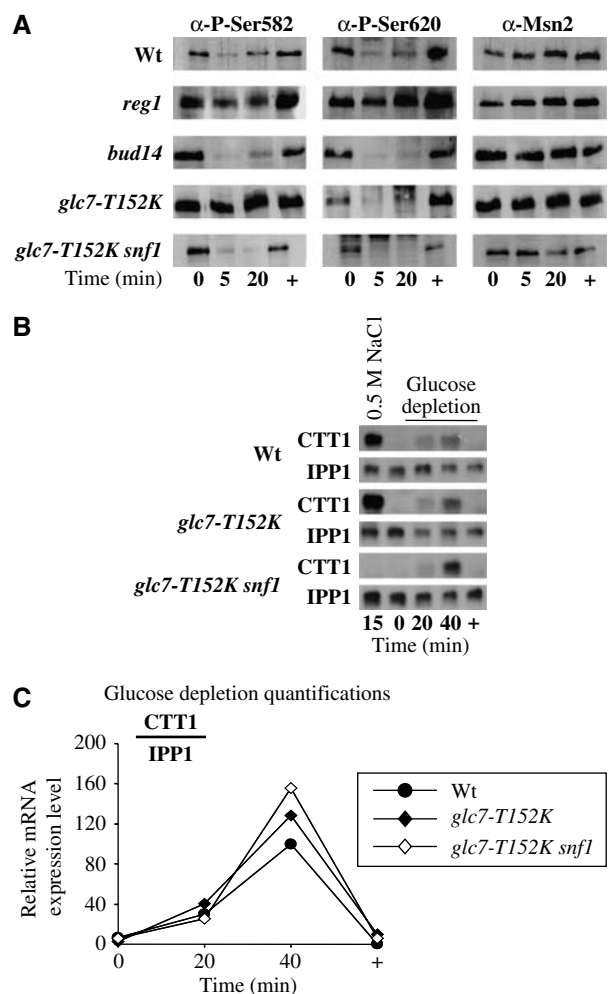 A
α-P-Ser582 α-P-Ser620 α-Msn2
Wt
reg1
bud14
glc7-T152K
glc7-T152K snf1
Time (min) 0 5 20 + 0 5 20 + 0 5 20 +
B
0.5 M NaCl
Glucose
depletion
Wt
CTT1
IPP1
glc7-T152K
CTT1
IPP1
glc7-T152K snf1
CTT1
IPP1
15 0 20 40 +
Time (min)
C
Glucose depletion quantifications
CTT1
IPP1
Relative mRNA
expression level
200
160
120
80
40
0
0 20 40 +
Time (min)
Wt
glc7-T152K
glc7-T152K snf1